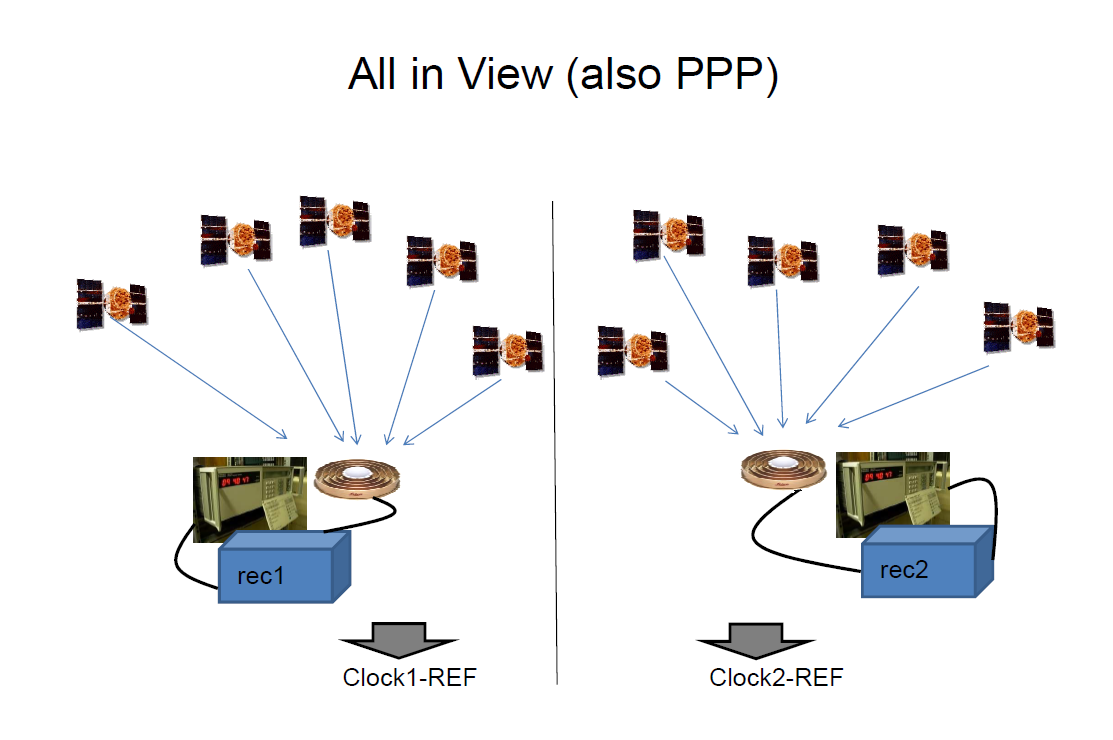 All in View (also PPP)
rec1
rec2
Clock1-REF
Clock2-REF